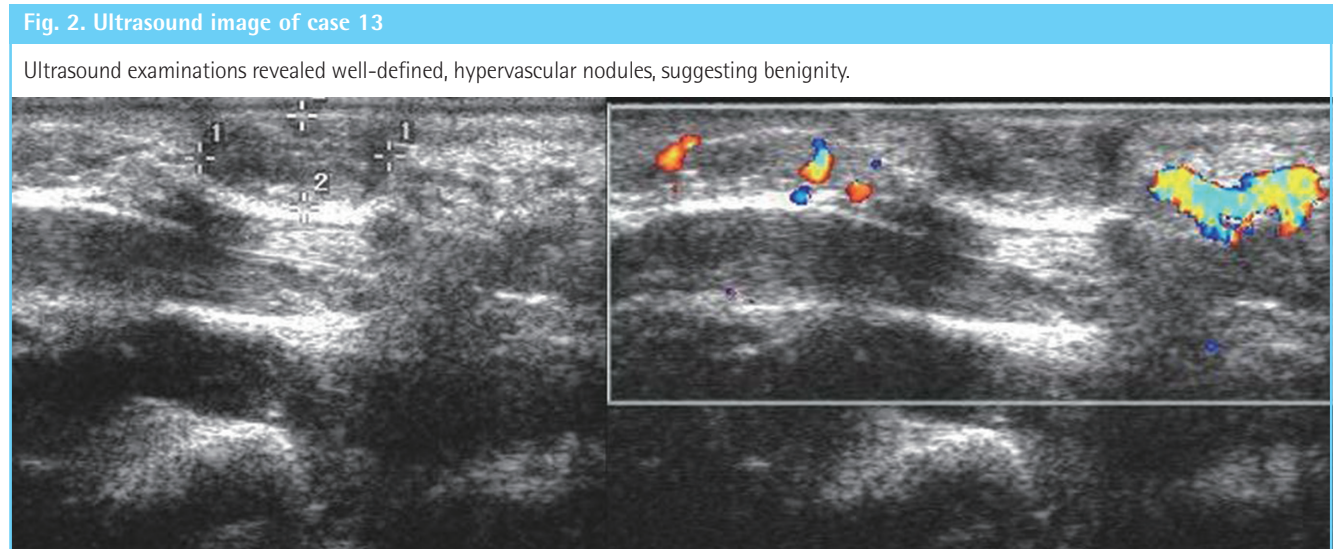 Fig. 2. Ultrasound image of case 13
Ultrasound examinations revealed well-defined, hypervascular nodules, suggesting benignity.
1 1
2